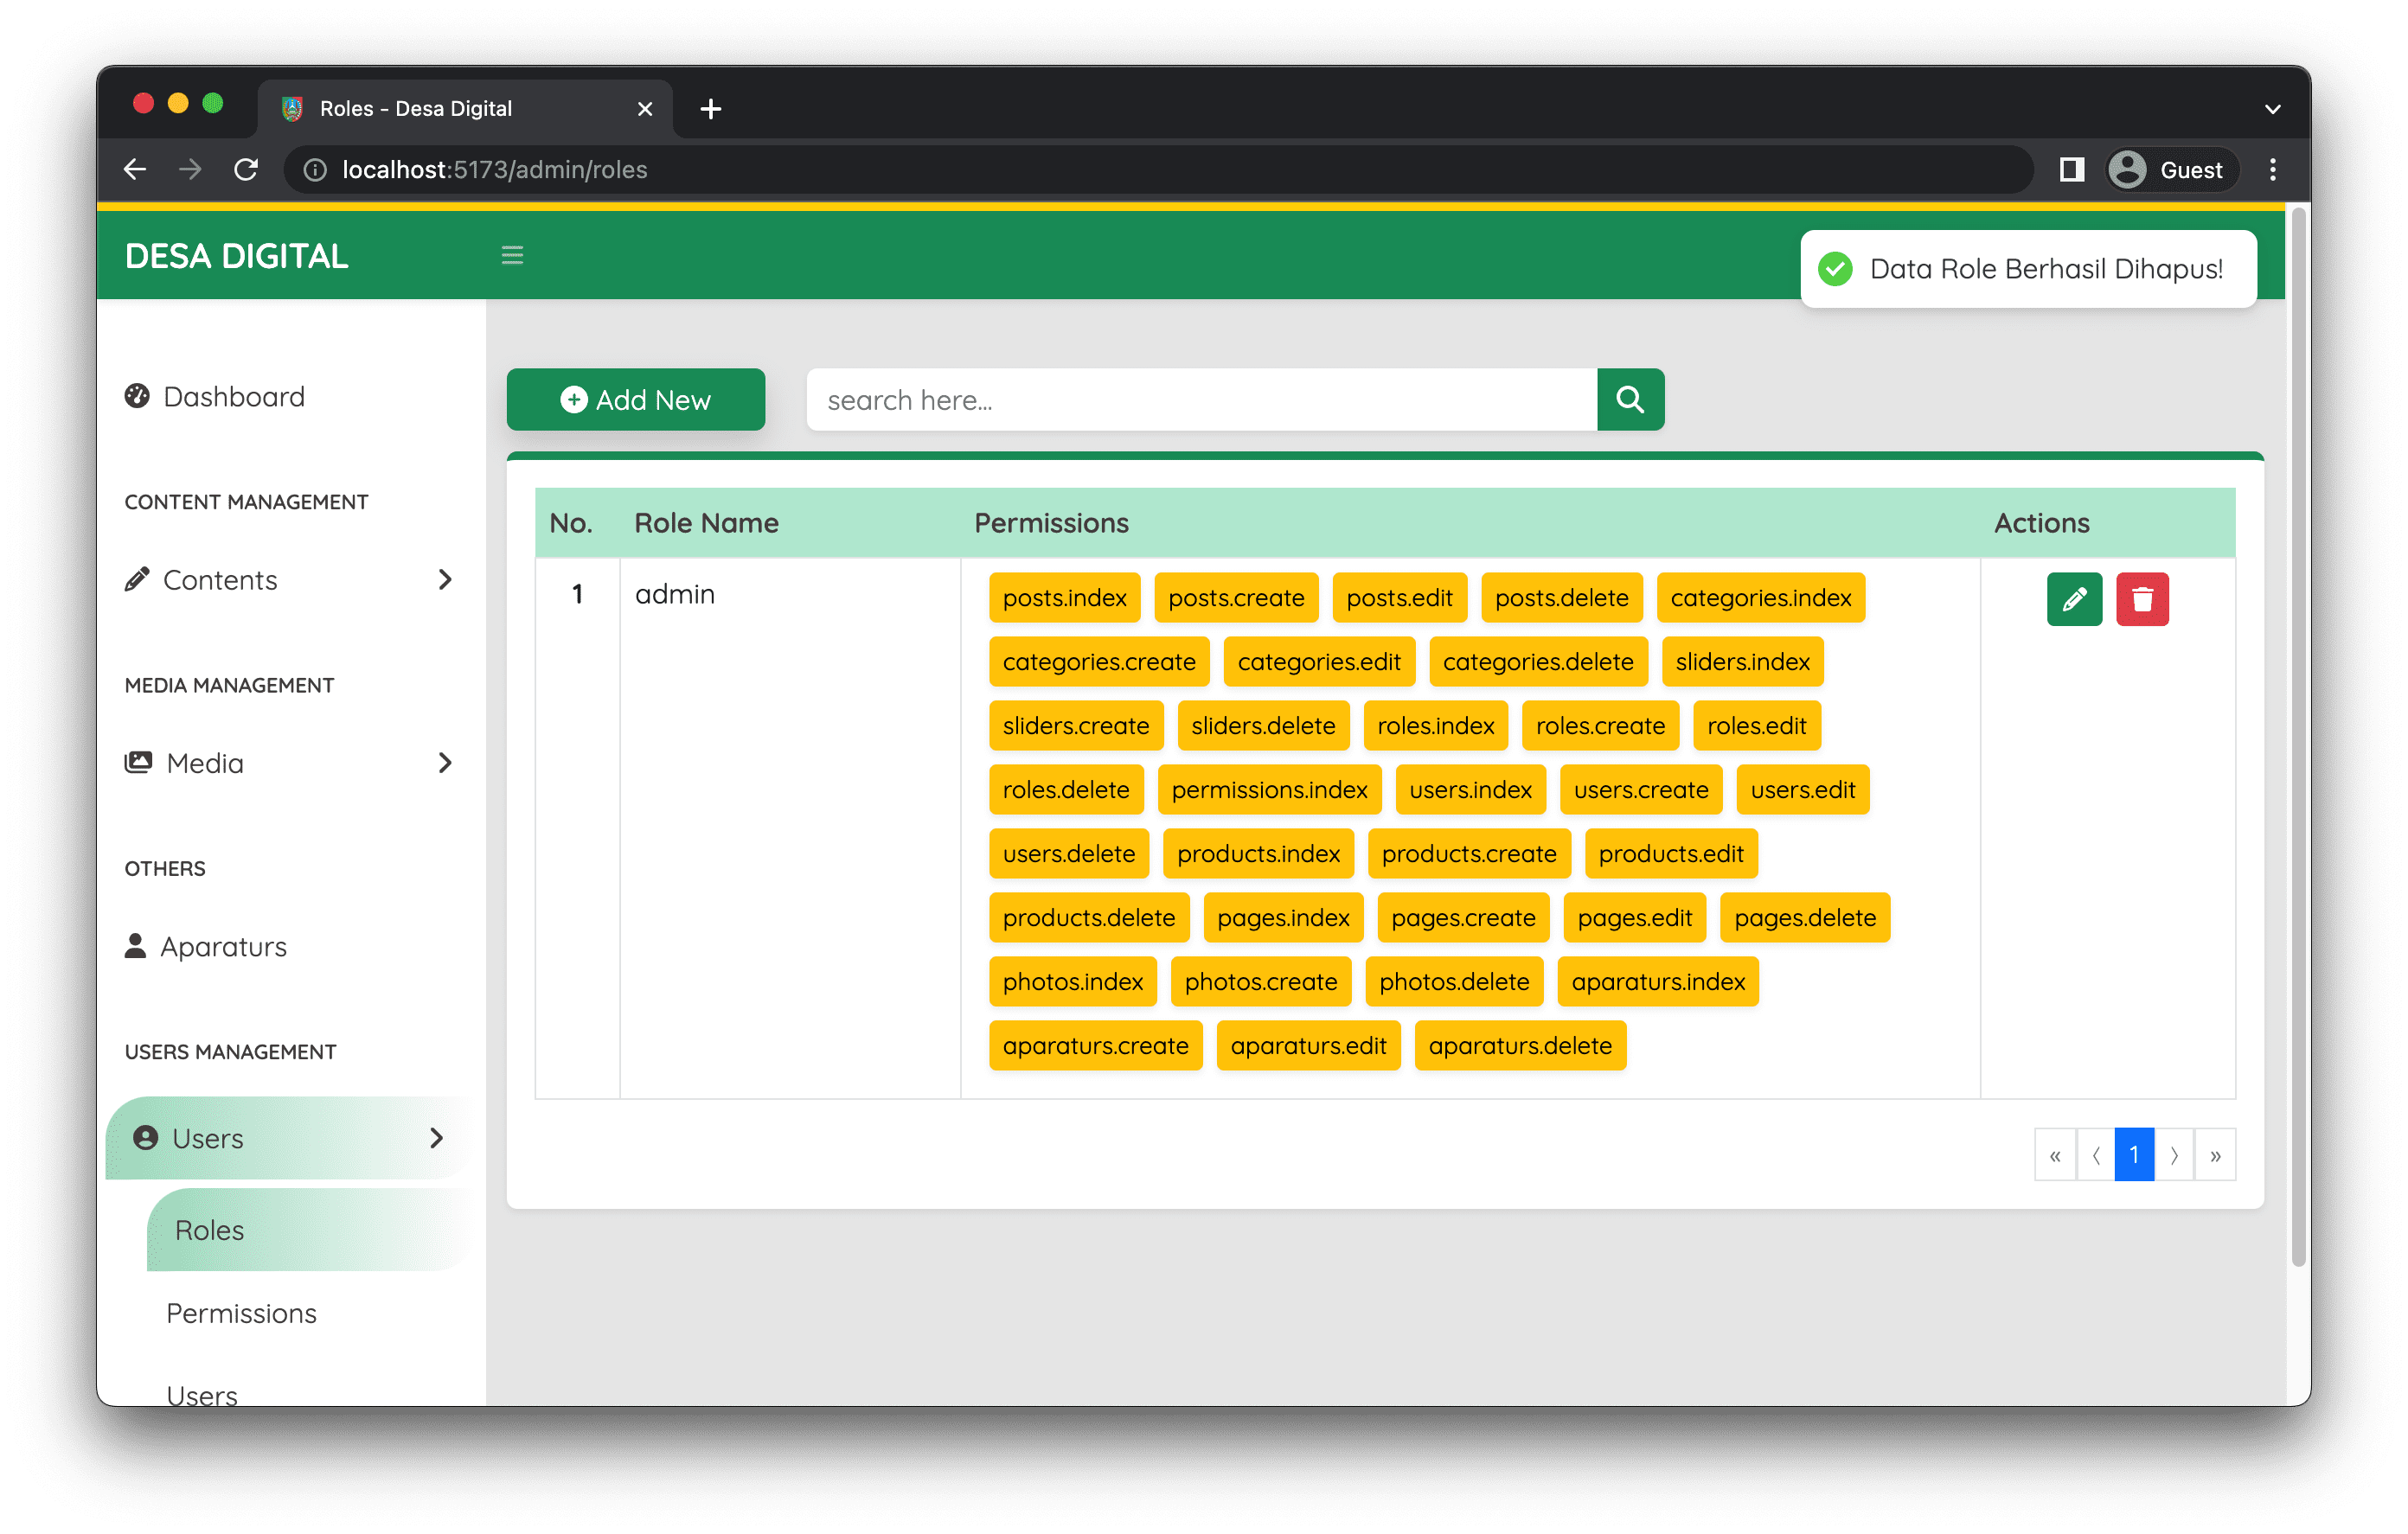 Roles - Desa Digital
localhost:5173/admin/roles
Guest
DESA DIGITAL
Data Role Berhasil Dihapus!
Dashboard
CONTENT MANAGEMENT
Contents
MEDIA MANAGEMENT
Media
OTHERS
Aparaturs
USERS MANAGEMENT
Users
Roles
Permissions
Users
Add New
search here...
No. Role Name Permissions Actions
1 admin
posts.index posts.create posts.edit posts.delete categories.index
categories.create categories.edit categories.delete sliders.index
sliders.create sliders.delete roles.index roles.create roles.edit
roles.delete permissions.index users.index users.create users.edit
users.delete products.index products.create products.edit
products.delete pages.index pages.create pages.edit pages.delete
photos.index photos.create photos.delete aparaturs.index
aparaturs.create aparaturs.edit aparaturs.delete
« ‹ 1 › »